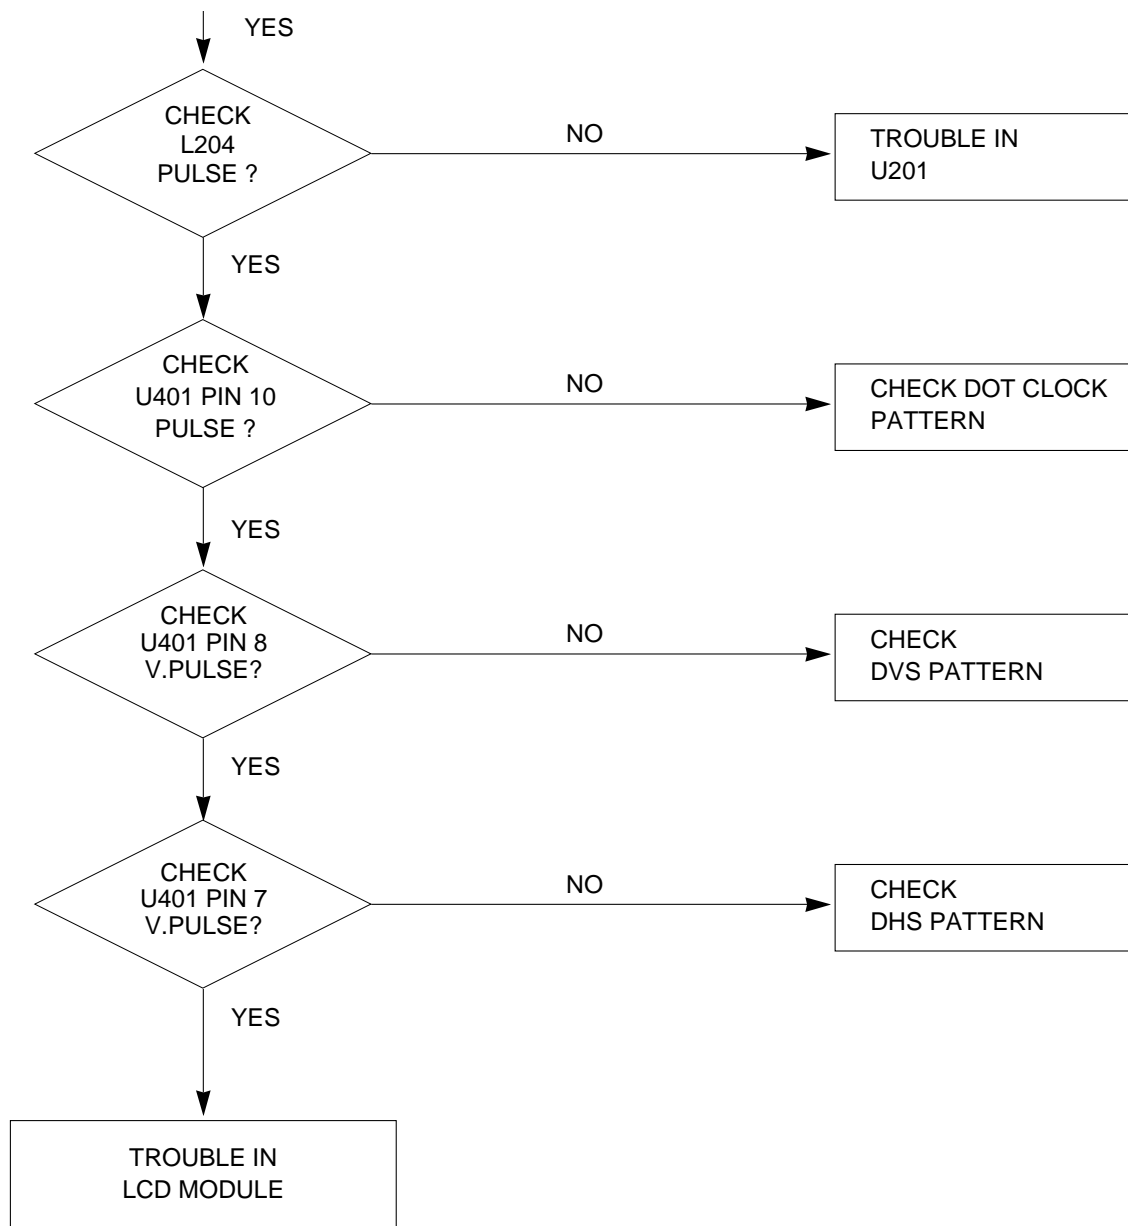 YES
CHECK
L204
PULSE ?
NO
TROUBLE IN
U201
YES
CHECK
U401 PIN 10
PULSE ?
NO
CHECK DOT CLOCK
PATTERN
YES
CHECK
U401 PIN 8
V.PULSE?
NO
CHECK
DVS PATTERN
YES
CHECK
U401 PIN 7
V.PULSE?
NO
CHECK
DHS PATTERN
YES
TROUBLE IN
LCD MODULE